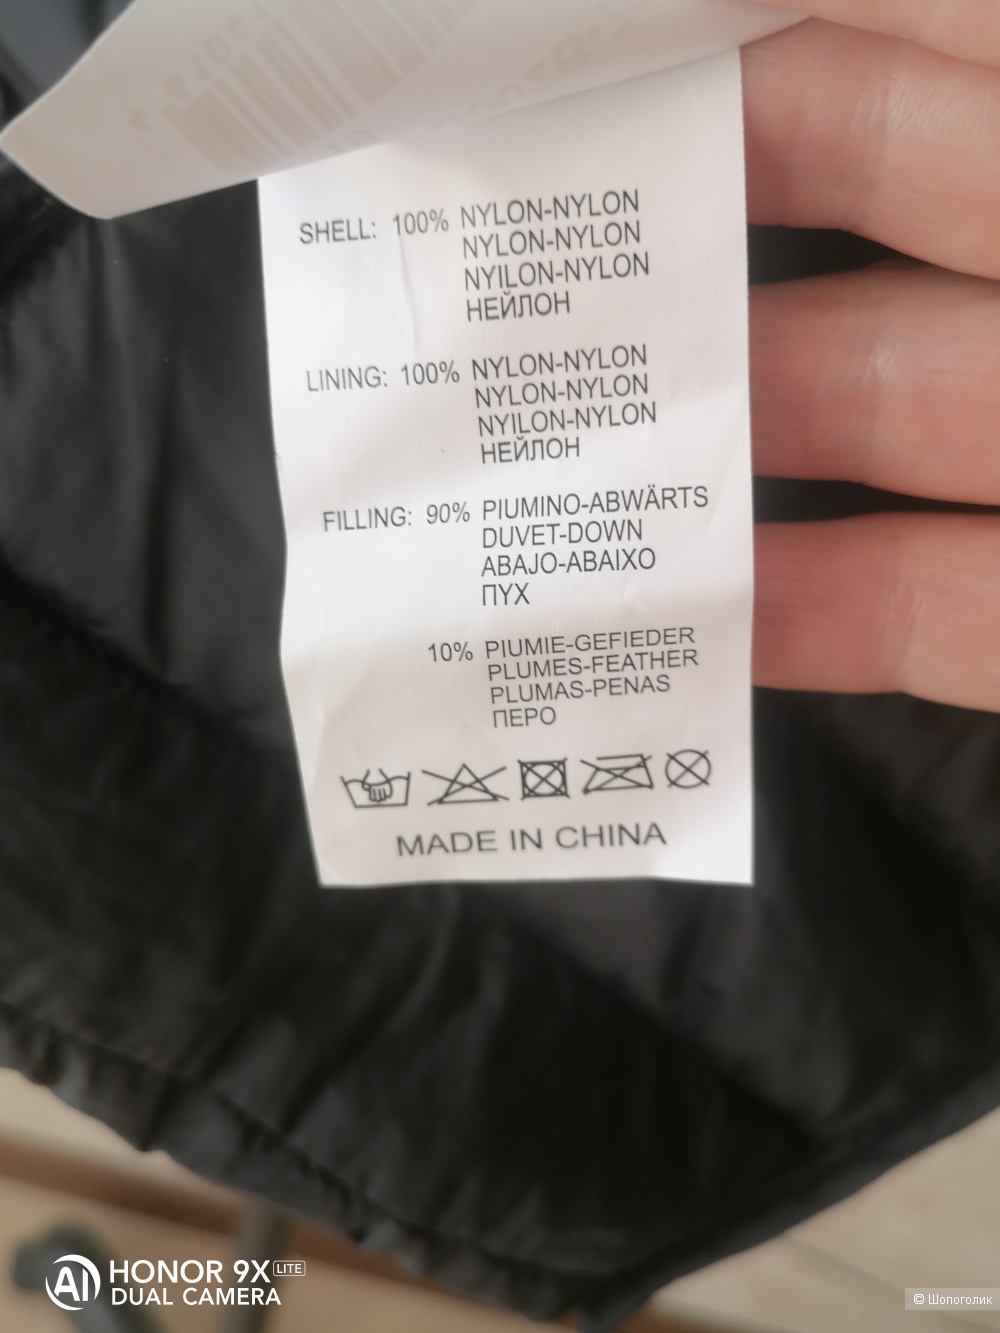 SHELL: 100% NYLON-NYLON
NYLON-NYLON
NYILON-NYLON
НЕЙЛОН
LINING: 100% NYLON-NYLON
NYLON-NYLON
NYILON-NYLON
НЕЙЛОН
FILLING: 90% PIUMINO-ABWÄRTS
DUVET-DOWN
ABAJO-ABAIXO
ПУХ
10% PIUMIE-GEFIEDER
PLUMES-FEATHER
PLUMAS-PENAS
ПЕРО
MADE IN CHINA
AI HONOR 9X LITE
DUAL CAMERA
© Шопоголик